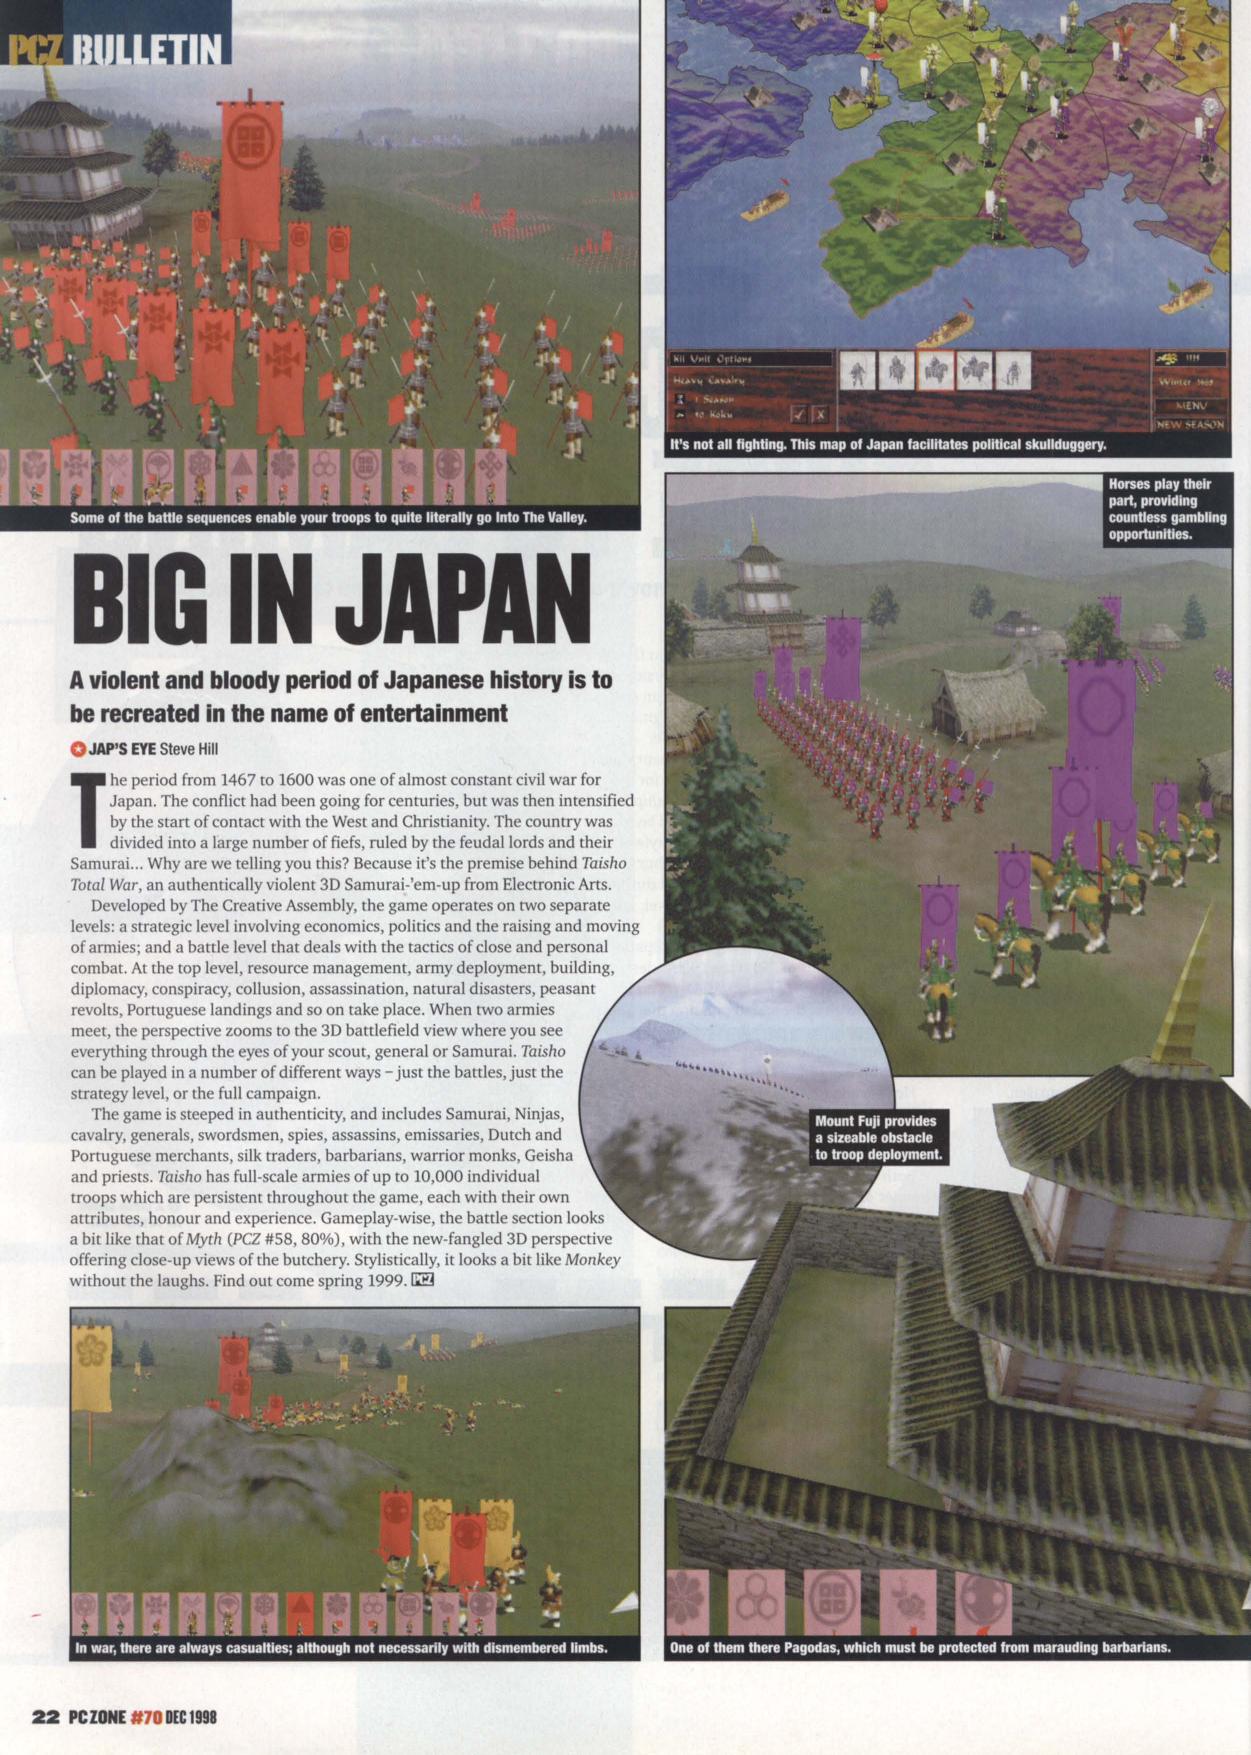 PCZ BULLETIN
Some of the battle sequences enable your troops to quite literally go Into The Valley.
Kii Unit Options
Heavy Cavalry
1 Season
10 Koku
MENU
NEW SEASON
It's not all fighting. This map of Japan facilitates political skullduggery.
Horses play their
part, providing
countless gambling
opportunities.
BIG IN JAPAN
A violent and bloody period of Japanese history is to
be recreated in the name of entertainment
JAP'S EYE Steve Hill
The period from 1467 to 1600 was one of almost constant civil war for
Japan. The conflict had been going for centuries, but was then intensified
by the start of contact with the West and Christianity. The country was
divided into a large number of fiefs, ruled by the feudal lords and their
Samurai... Why are we telling you this? Because it's the premise behind Taisho
Total War, an authentically violent 3D Samurai-'em-up from Electronic Arts.
Developed by The Creative Assembly, the game operates on two separate
levels: a strategic level involving economics, politics and the raising and moving
of armies; and a battle level that deals with the tactics of close and personal
combat. At the top level, resource management, army deployment, building,
diplomacy, conspiracy, collusion, assassination, natural disasters, peasant
revolts, Portuguese landings and so on take place. When two armies
meet, the perspective zooms to the 3D battlefield view where you see
everything through the eyes of your scout, general or Samurai. Taisho
can be played in a number of different ways – just the battles, just the
strategy level, or the full campaign.
The game is steeped in authenticity, and includes Samurai, Ninjas,
cavalry, generals, swordsmen, spies, assassins, emissaries, Dutch and
Portuguese merchants, silk traders, barbarians, warrior monks, Geisha
and priests. Taisho has full-scale armies of up to 10,000 individual
troops which are persistent throughout the game, each with their own
attributes, honour and experience. Gameplay-wise, the battle section looks
a bit like that of Myth (PCZ #58, 80%), with the new-fangled 3D perspective
offering close-up views of the butchery. Stylistically, it looks a bit like Monkey
without the laughs. Find out come spring 1999. PCZ
Mount Fuji provides
a sizeable obstacle
to troop deployment.
In war, there are always casualties; although not necessarily with dismembered limbs.
One of them there Pagodas, which must be protected from marauding barbarians.
22 PC ZONE #70 DEC 1998